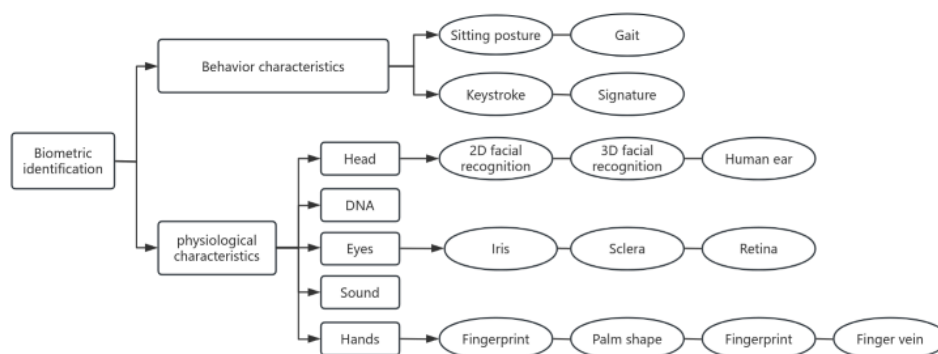 Sitting posture
Gait
Behavior characteristics
Keystroke
Signature
Biometric
identification
Head
2D facial
recognition
3D facial
recognition
Human ear
DNA
physiological
characteristics
Eyes
Iris
Sclera
Retina
Sound
Hands
Fingerprint
Palm shape
Fingerprint
Finger vein